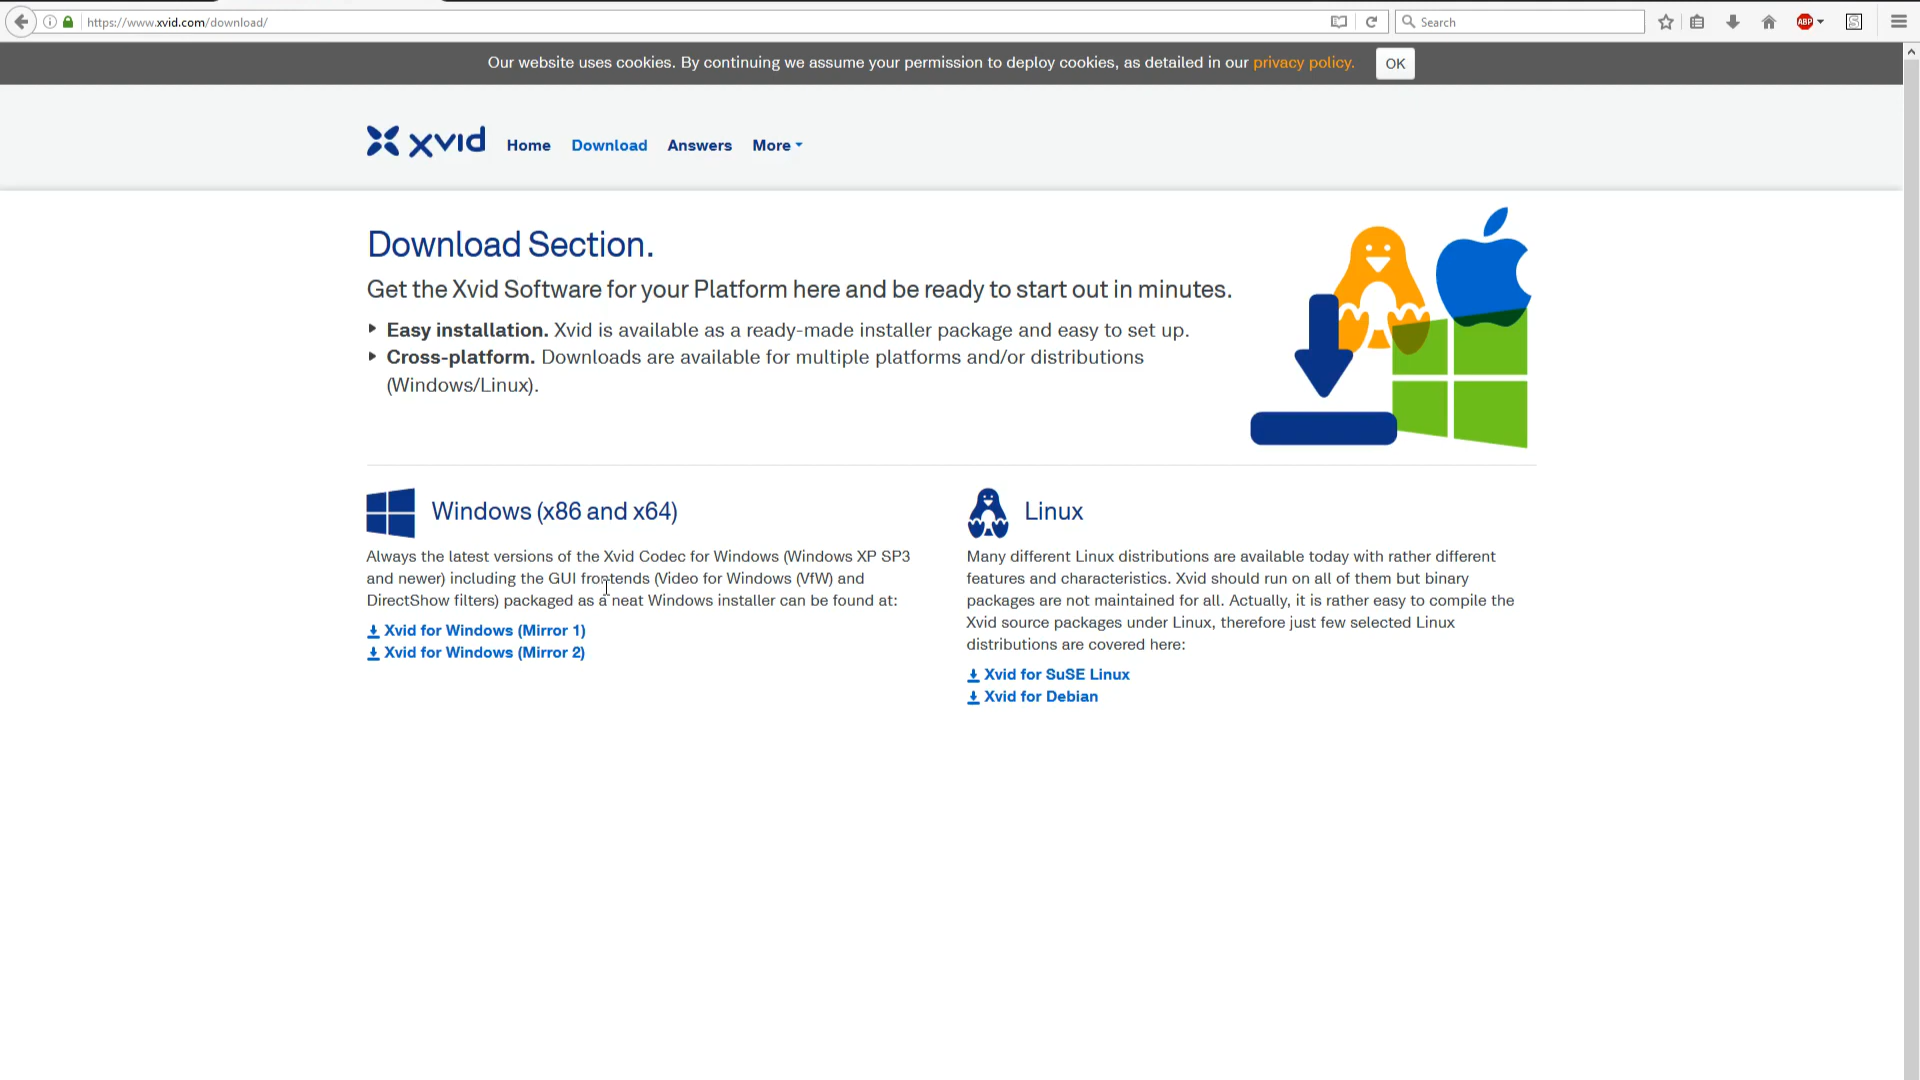 https://www.xvid.com/download/
Search
ABP
S
Our website uses cookies. By continuing we assume your permission to deploy cookies, as detailed in our privacy policy.
OK
xvid
Home
Download
Answers
More
Download Section.
Get the Xvid Software for your Platform here and be ready to start out in minutes.
Easy installation. Xvid is available as a ready-made installer package and easy to set up.
Cross-platform. Downloads are available for multiple platforms and/or distributions
(Windows/Linux).
Windows (x86 and x64)
Always the latest versions of the Xvid Codec for Windows (Windows XP SP3
and newer) including the GUI frontends (Video for Windows (VfW) and
DirectShow filters) packaged as a neat Windows installer can be found at:
Xvid for Windows (Mirror 1)
Xvid for Windows (Mirror 2)
Linux
Many different Linux distributions are available today with rather different
features and characteristics. Xvid should run on all of them but binary
packages are not maintained for all. Actually, it is rather easy to compile the
Xvid source packages under Linux, therefore just few selected Linux
distributions are covered here:
Xvid for SuSE Linux
Xvid for Debian